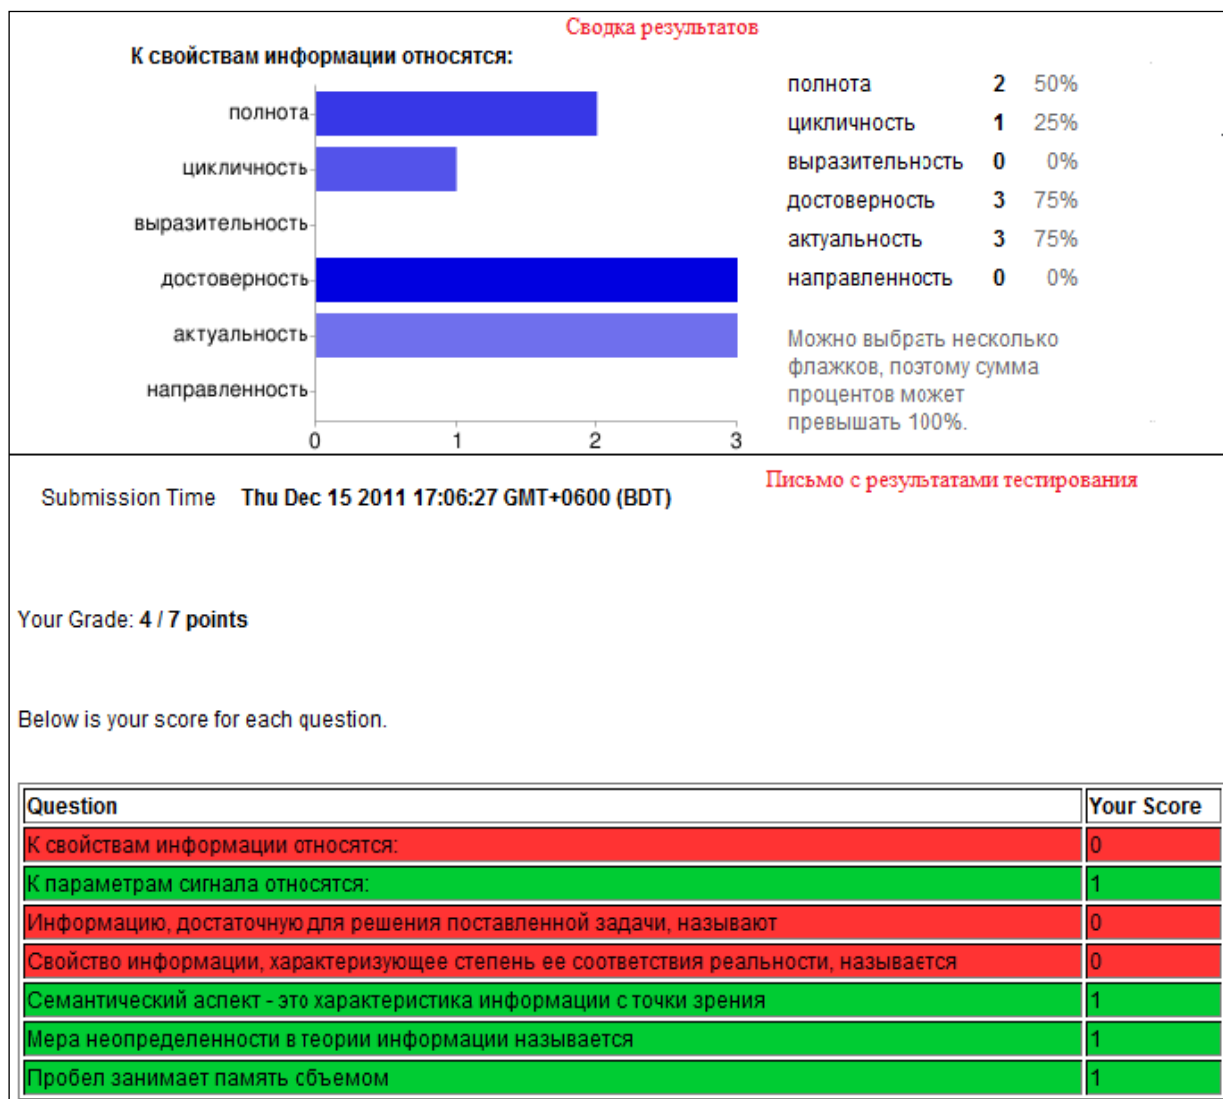 Сводка результатов
К свойствам информации относятся:
полнота
цикличность
выразительность
достоверность
актуальность
направленность
0 1 2 3
полнота 2 50%
цикличность 1 25%
выразительность 0 0%
достоверность 3 75%
актуальность 3 75%
направленность 0 0%
Можно выбрать несколько
флажков, поэтому сумма
процентов может
превышать 100%.
Письмо с результатами тестирования
Submission Time Thu Dec 15 2011 17:06:27 GMT+0600 (BDT)
Your Grade: 4 / 7 points
Below is your score for each question.
Question Your Score
К свойствам информации относятся: 0
К параметрам сигнала относятся: 1
Информацию, достаточную для решения поставленной задачи, называют 0
Свойство информации, характеризующее степень ее соответствия реальности, называется 0
Семантический аспект - это характеристика информации с точки зрения 1
Мера неопределенности в теории информации называется 1
Пробел занимает память объемом 1